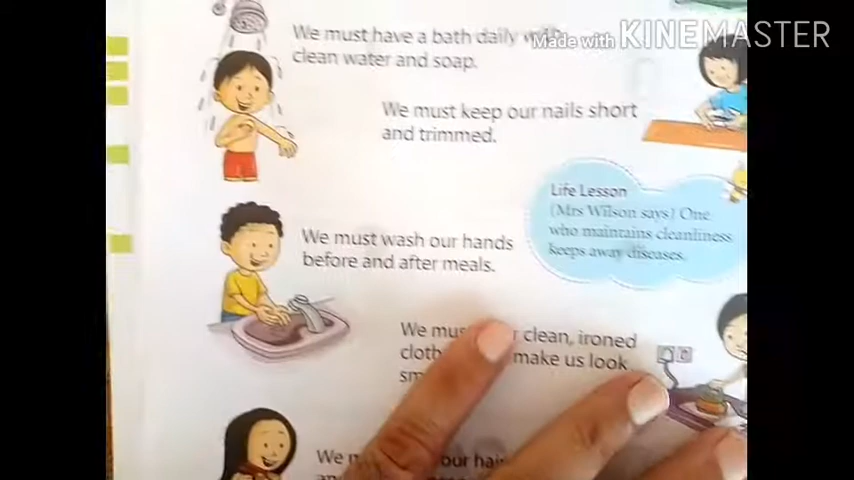 Made with KINEMASTER
We must have a bath daily
clean water and soap.
We must keep our nails short
and trimmed.
Life Lesson
(Mrs Wilson says) One
who maintains cleanliness
keeps away diseases.
We must wash our hands
before and after meals.
We clean, ironed
make us look
We our